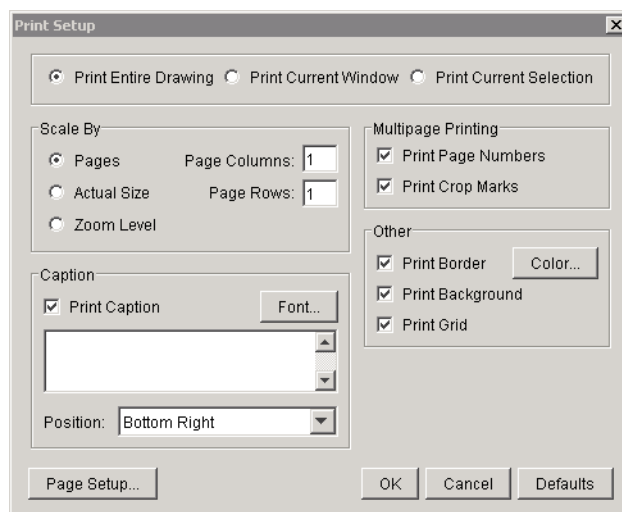 Print Setup
Print Entire Drawing Print Current Window Print Current Selection
Scale By
Pages Page Columns: 1
Actual Size Page Rows: 1
Zoom Level
Multipage Printing
Print Page Numbers
Print Crop Marks
Other
Print Border Color...
Print Background
Print Grid
Caption
Print Caption Font...
Position: Bottom Right
Page Setup... OK Cancel Defaults